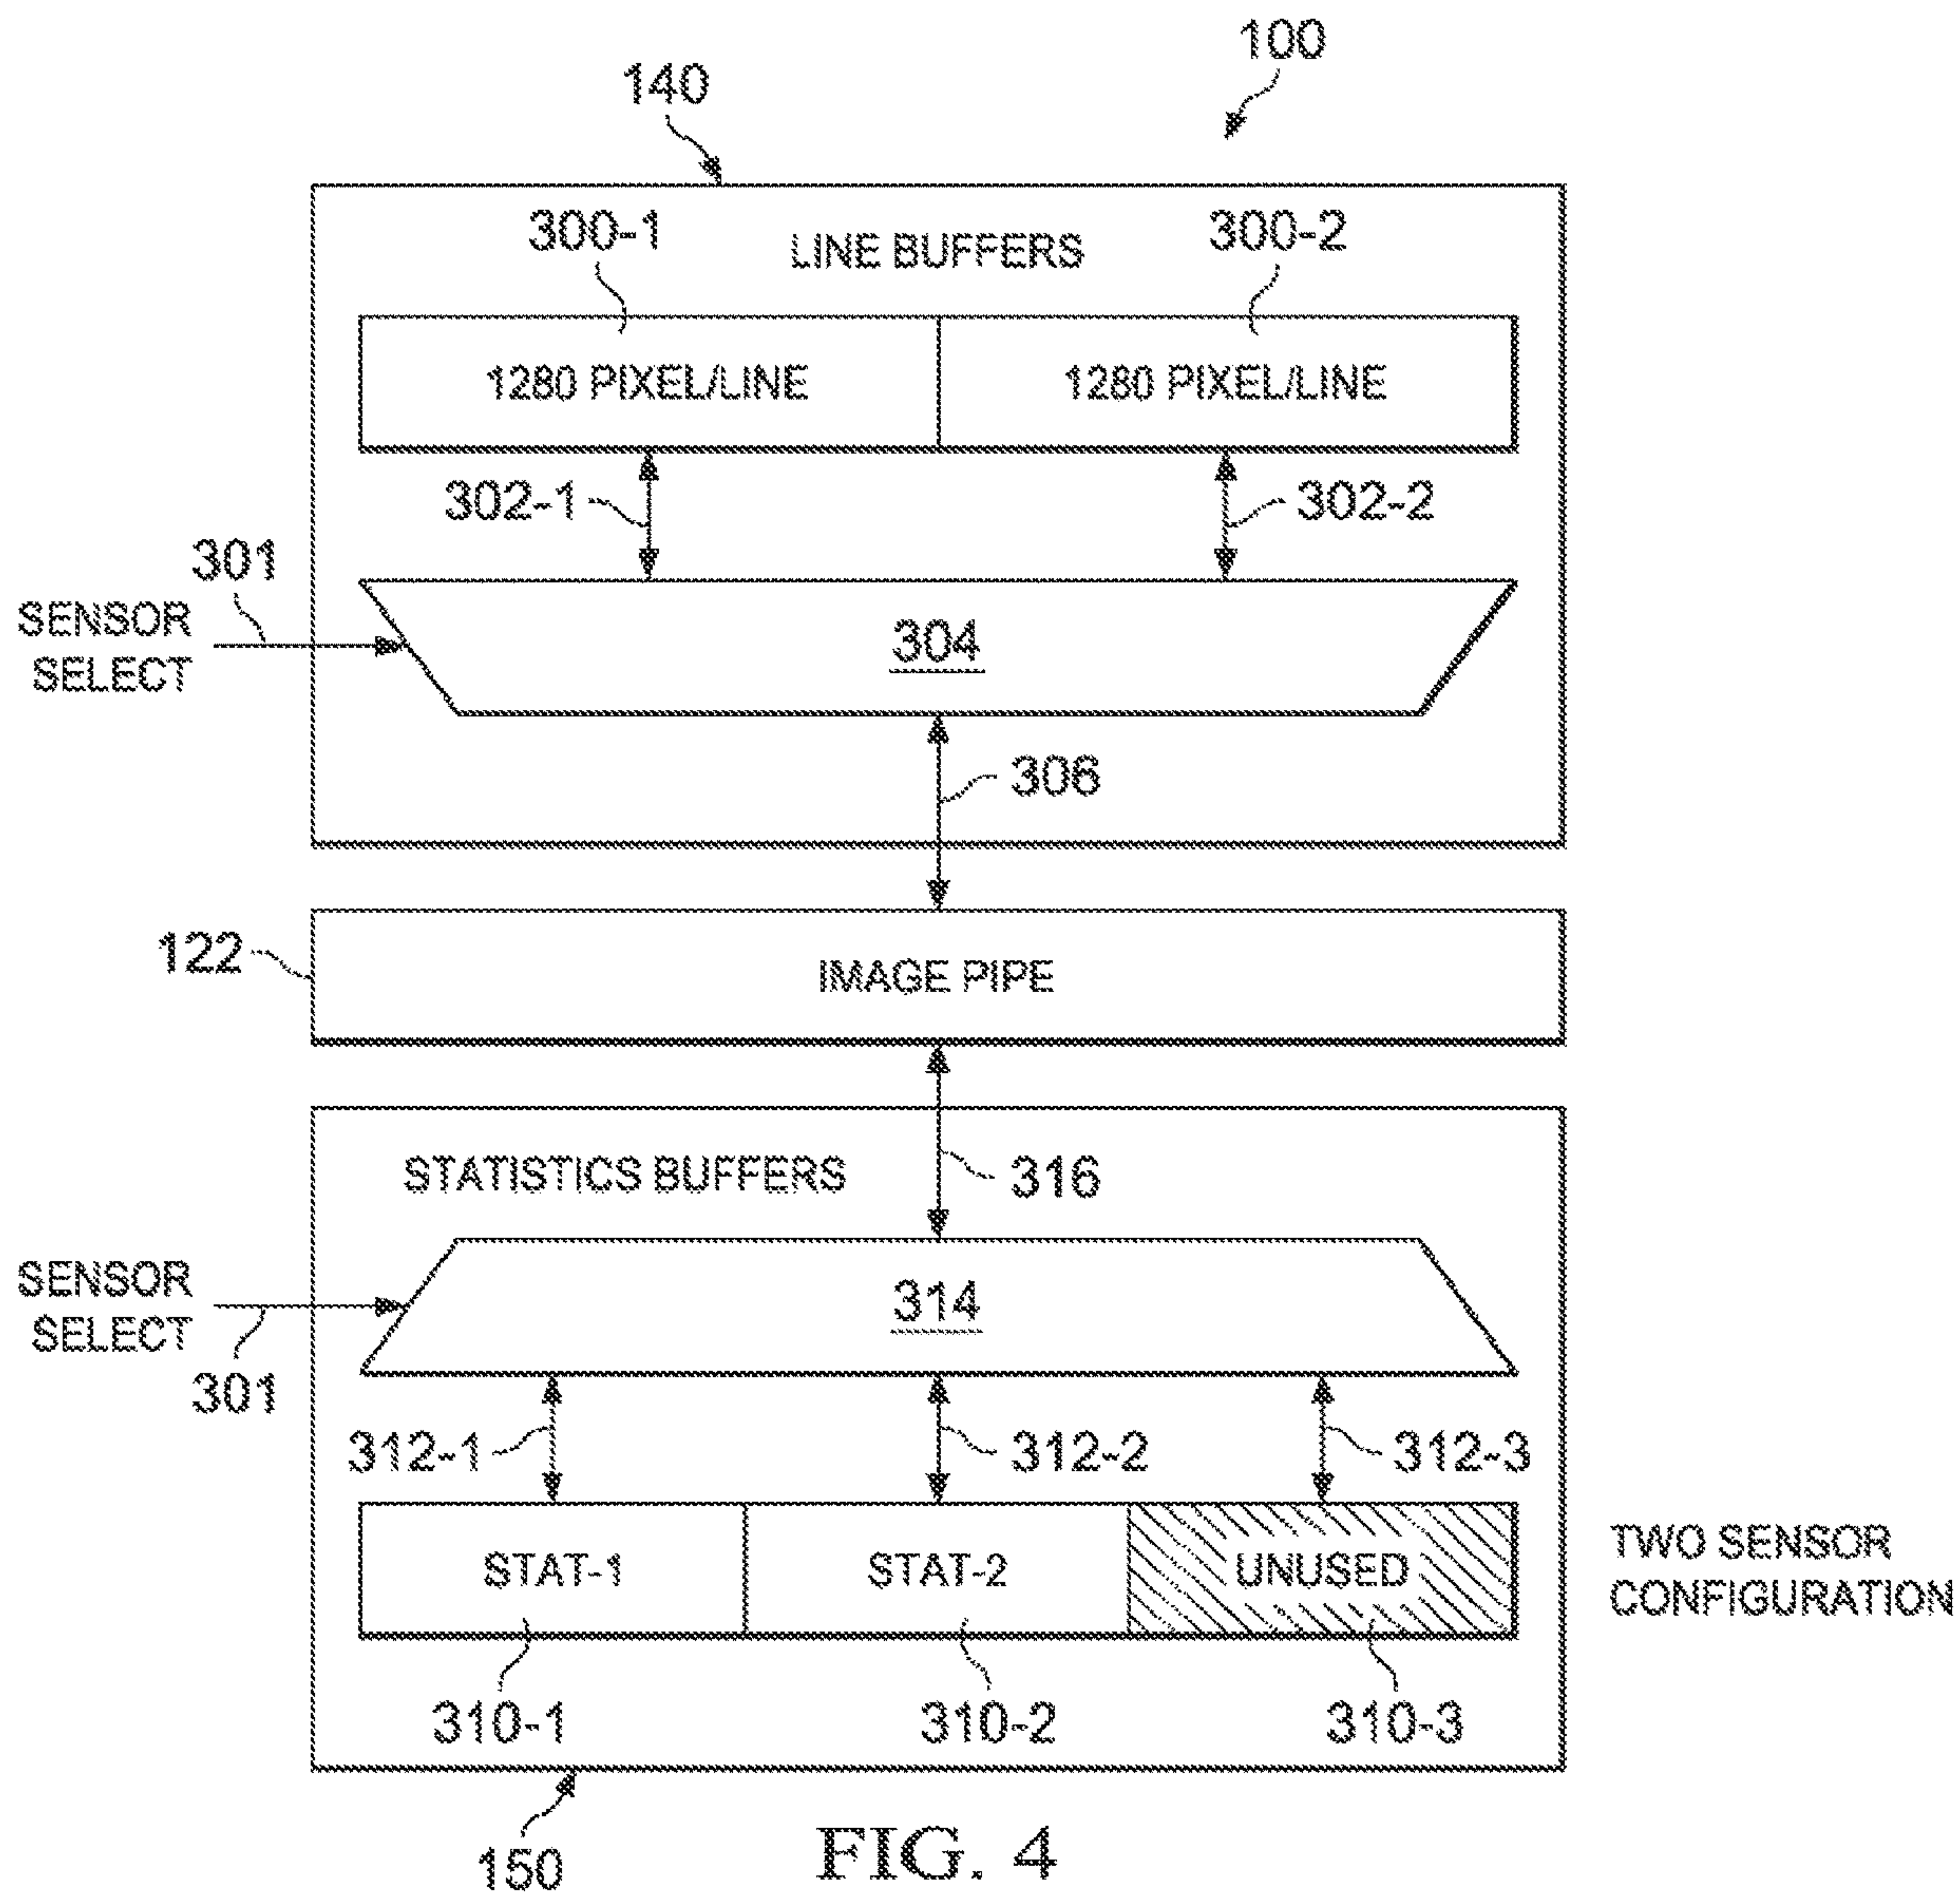 100
140
300-1
LINE BUFFERS
300-2
1280 PIXEL/LINE
1280 PIXEL/LINE
302-1
302-2
301
SENSOR
SELECT
304
306
122
IMAGE PIPE
STATISTICS BUFFERS
316
SENSOR
SELECT
301
314
312-1
312-2
312-3
STAT-1
STAT-2
UNUSED
TWO SENSOR
CONFIGURATION
310-1
310-2
310-3
150
FIG. 4